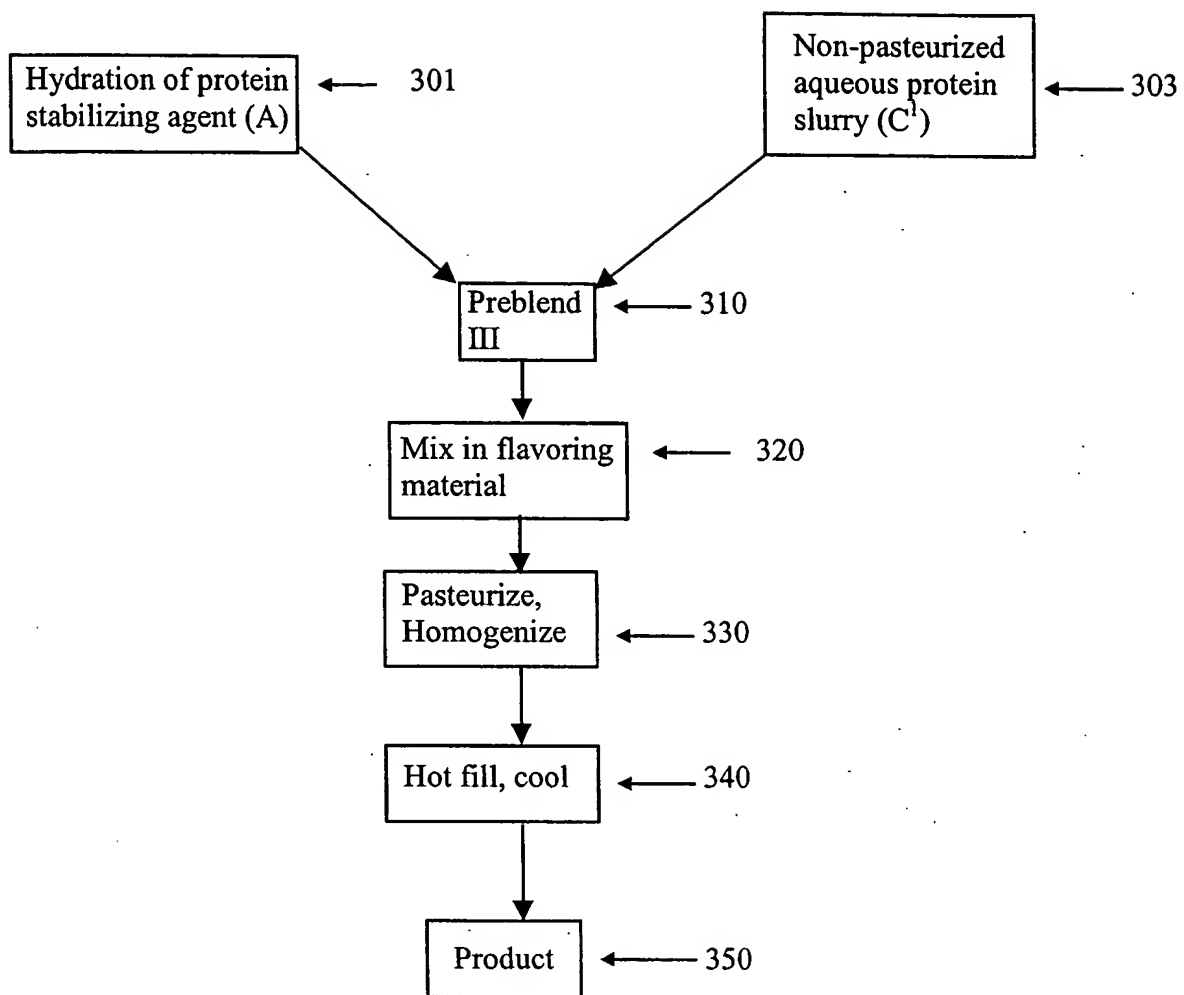 Hydration of protein
stabilizing agent (A)
301
Non-pasteurized
aqueous protein
slurry (C¹)
303
Preblend
III
310
Mix in flavoring
material
320
Pasteurize,
Homogenize
330
Hot fill, cool
340
Product
350